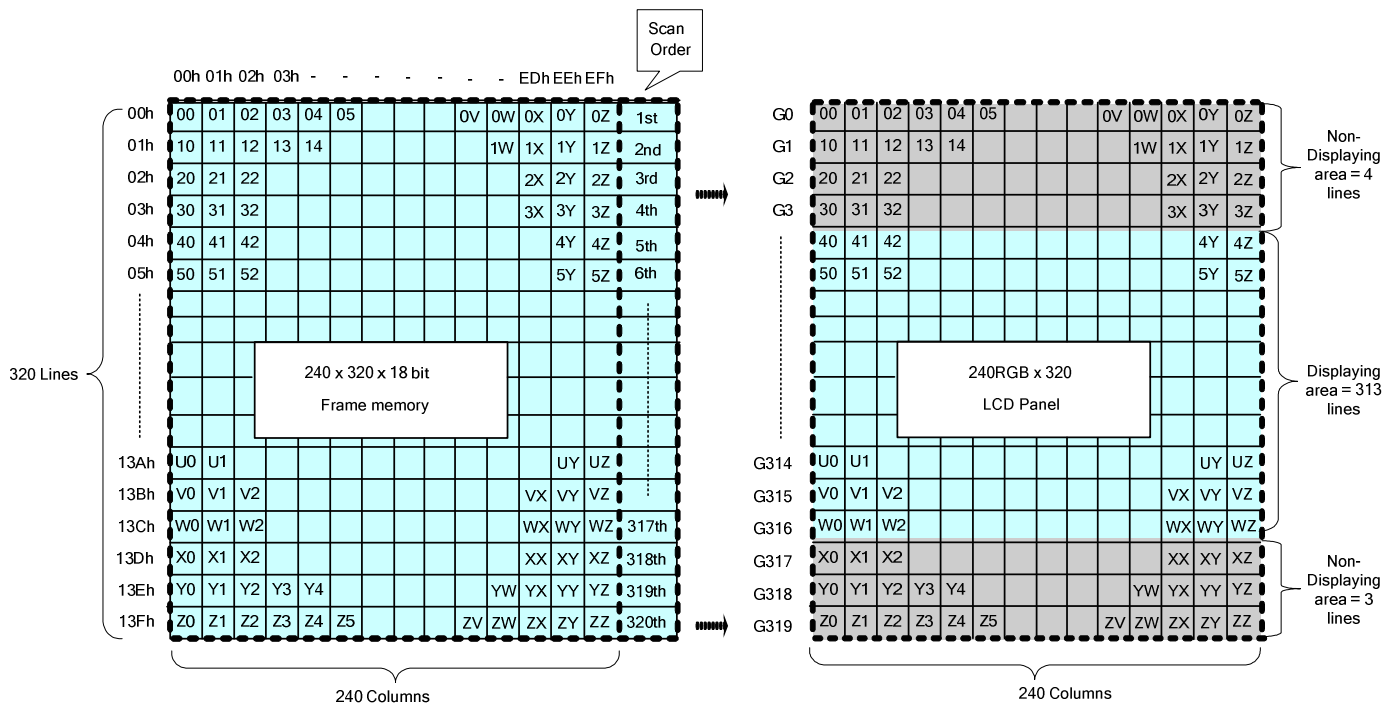 Scan
Order
00h 01h 02h 03h - - - - - - - EDh EEh EFh
00h 00 01 02 03 04 05 0V 0W 0X 0Y 0Z 1st
01h 10 11 12 13 14 1W 1X 1Y 1Z 2nd
02h 20 21 22 2X 2Y 2Z 3rd
03h 30 31 32 3X 3Y 3Z 4th
04h 40 41 42 4Y 4Z 5th
05h 50 51 52 5Y 5Z 6th
320 Lines
240 x 320 x 18 bit
Frame memory
13Ah U0 U1 UY UZ
13Bh V0 V1 V2 VX VY VZ
13Ch W0 W1 W2 WX WY WZ 317th
13Dh X0 X1 X2 XX XY XZ 318th
13Eh Y0 Y1 Y2 Y3 Y4 YW YX YY YZ 319th
13Fh Z0 Z1 Z2 Z3 Z4 Z5 ZV ZW ZX ZY ZZ 320th
240 Columns
G0 00 01 02 03 04 05 0V 0W 0X 0Y 0Z
G1 10 11 12 13 14 1W 1X 1Y 1Z
G2 20 21 22 2X 2Y 2Z
G3 30 31 32 3X 3Y 3Z
40 41 42 4Y 4Z
50 51 52 5Y 5Z
240RGB x 320
LCD Panel
G314 U0 U1 UY UZ
G315 V0 V1 V2 VX VY VZ
G316 W0 W1 W2 WX WY WZ
G317 X0 X1 X2 XX XY XZ
G318 Y0 Y1 Y2 Y3 Y4 YW YX YY YZ
G319 Z0 Z1 Z2 Z3 Z4 Z5 ZV ZW ZX ZY ZZ
240 Columns
Non-
Displaying
area = 4
lines
Displaying
area = 313
lines
Non-
Displaying
area = 3
lines